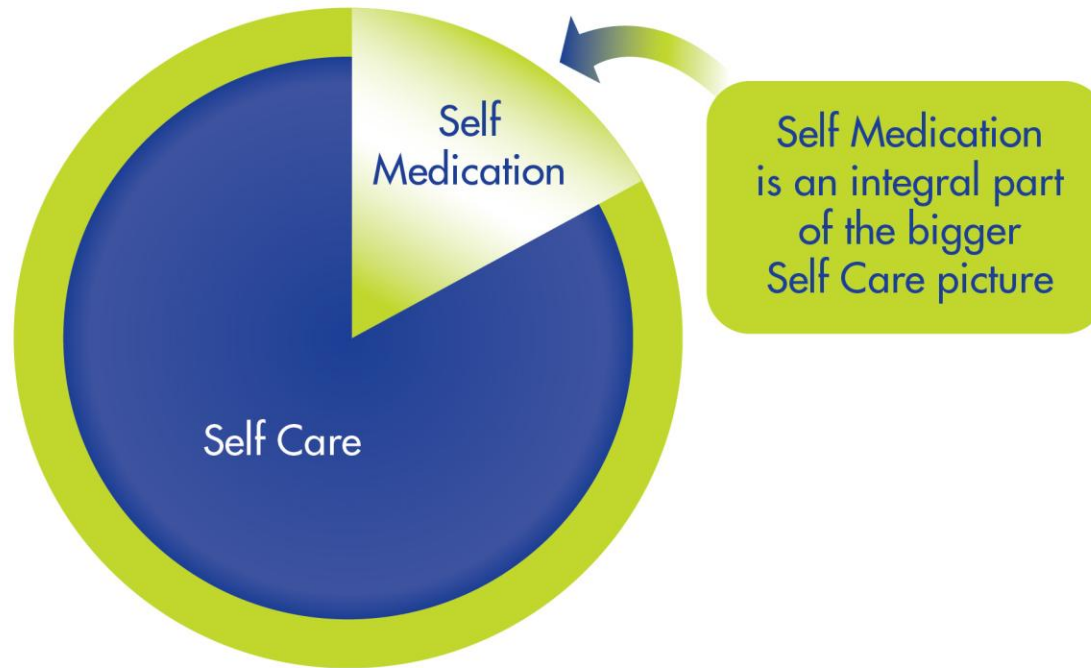 Self
Medication
Self Care
Self Medication
is an integral part
of the bigger
Self Care picture